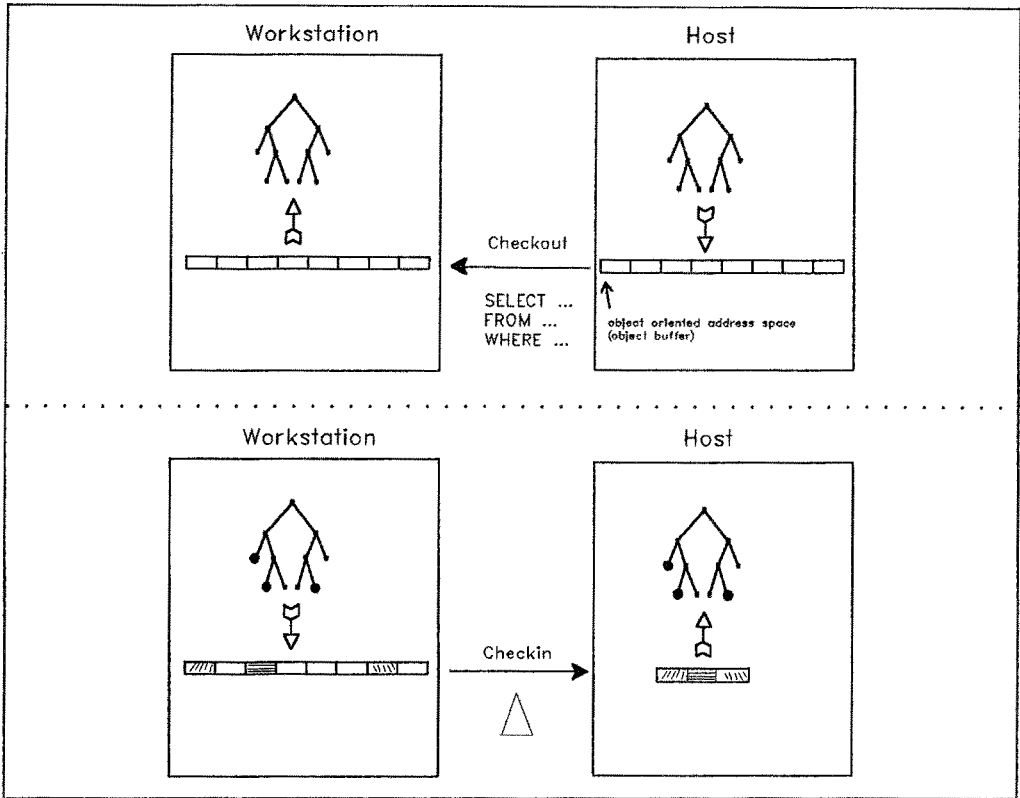 Workstation
Host
Checkout
SELECT ...
FROM ...
WHERE ...
object oriented address space
(object buffer)
Workstation
Host
Checkin